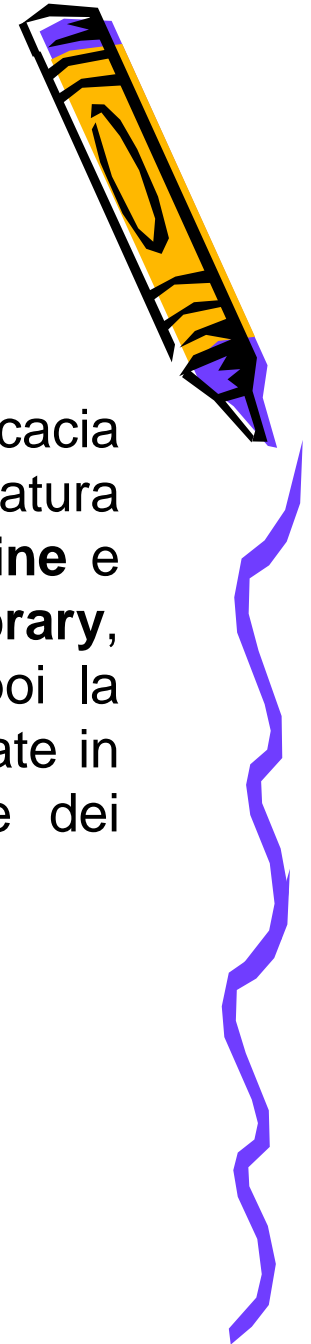 cacia
atura
ine e
orary,
poi la
ate in
e dei